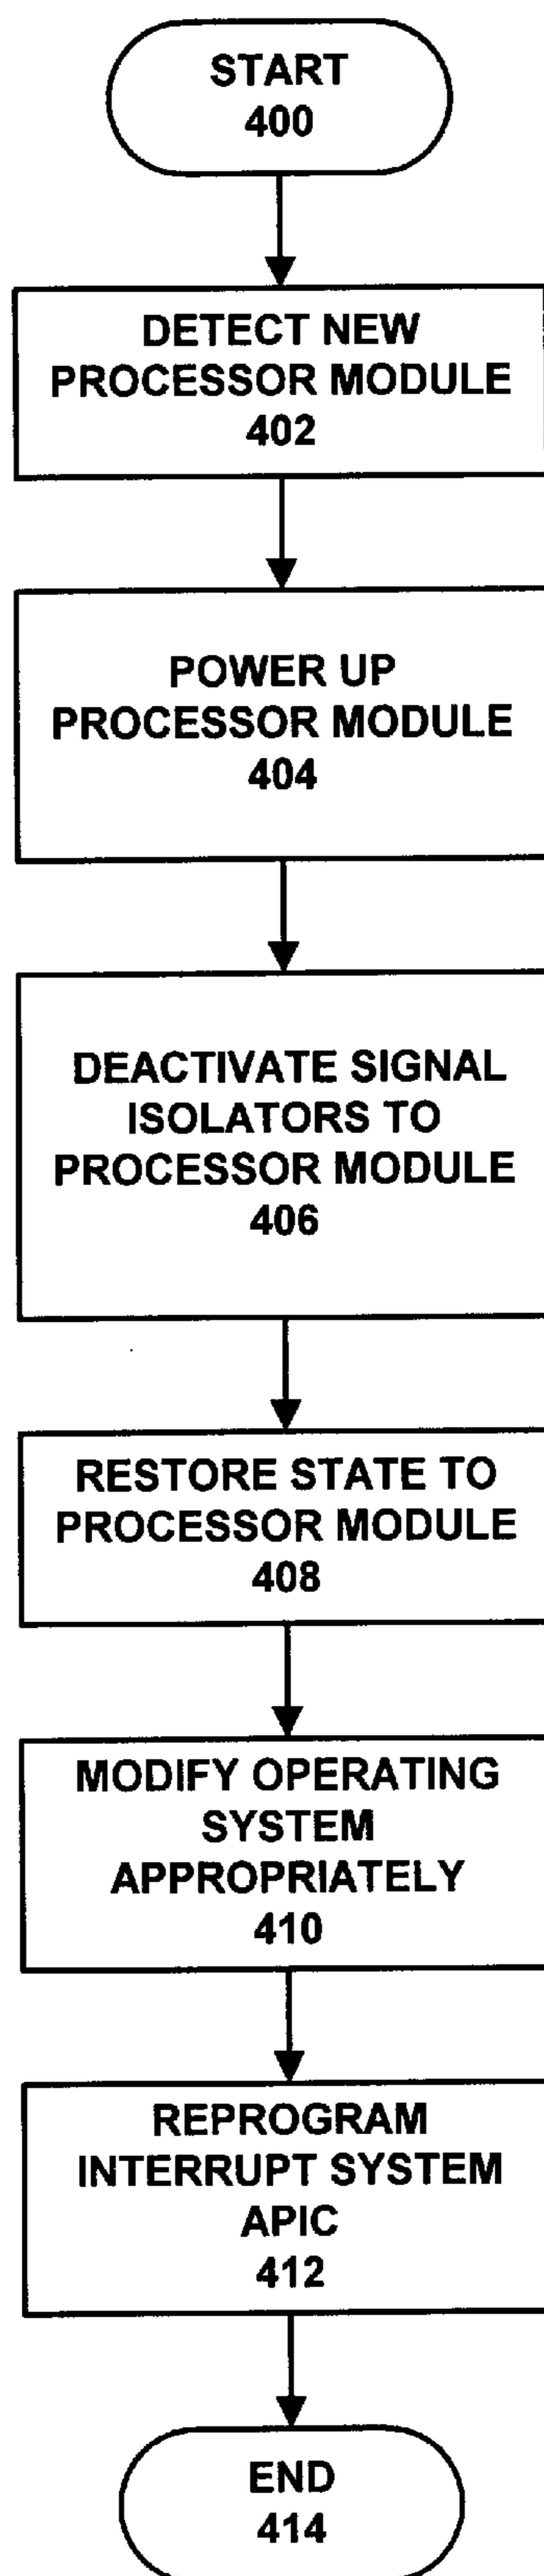 START
400
DETECT NEW
PROCESSOR MODULE
402
POWER UP
PROCESSOR MODULE
404
DEACTIVATE SIGNAL
ISOLATORS TO
PROCESSOR MODULE
406
RESTORE STATE TO
PROCESSOR MODULE
408
MODIFY OPERATING
SYSTEM
APPROPRIATELY
410
REPROGRAM
INTERRUPT SYSTEM
APIC
412
END
414